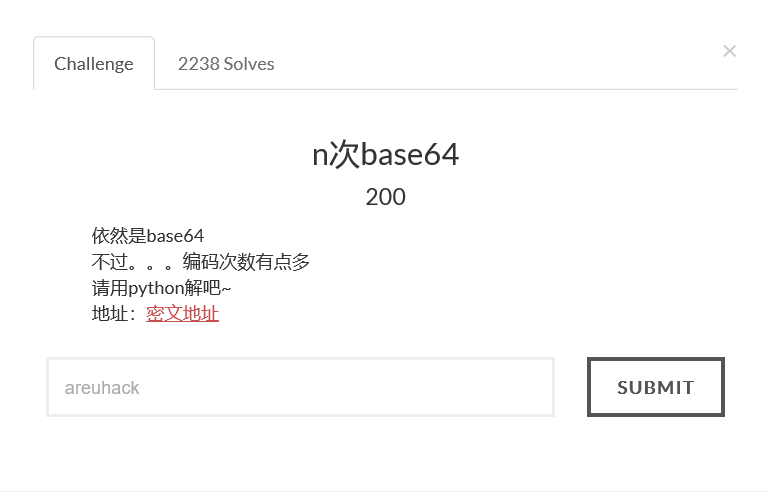 Challenge
2238 Solves
×
n次base64
200
依然是base64
不过。。。编码次数有点多
请用python解吧~
地址：密文地址
areuhack
SUBMIT